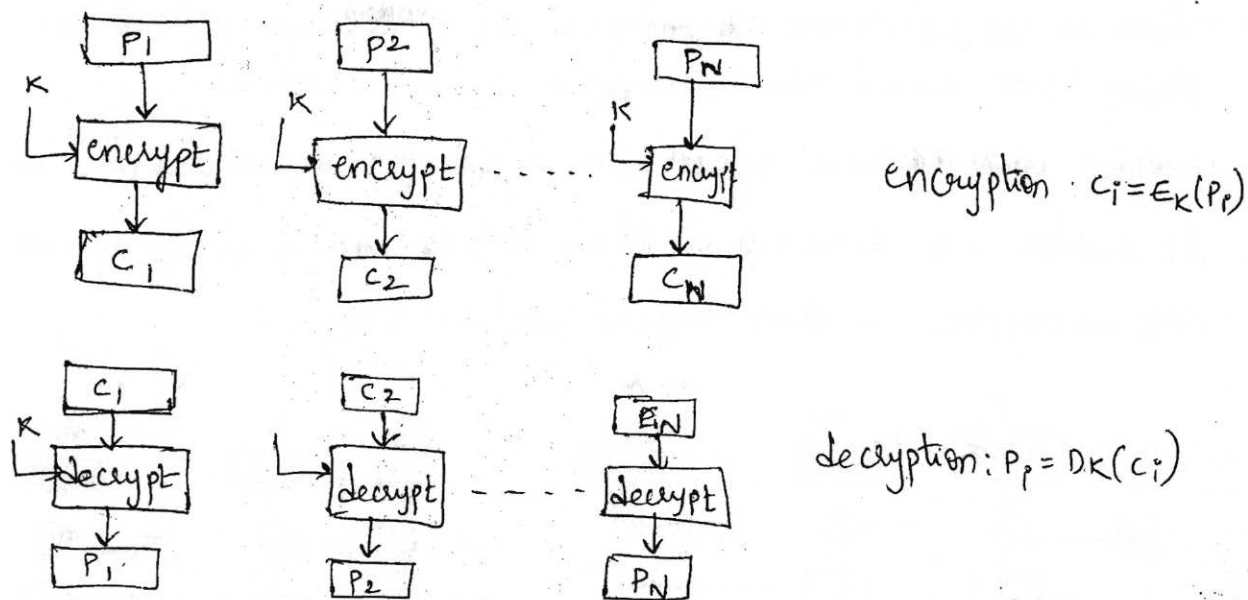 P1 P2 PN
K K K
encrypt encrypt ..... encrypt
encryption . Ci = EK(Pi)
C1 C2 CN
C1 C2 EN
K
decrypt decrypt ---- decrypt
decryption: Pi = DK(Ci)
P1 P2 PN